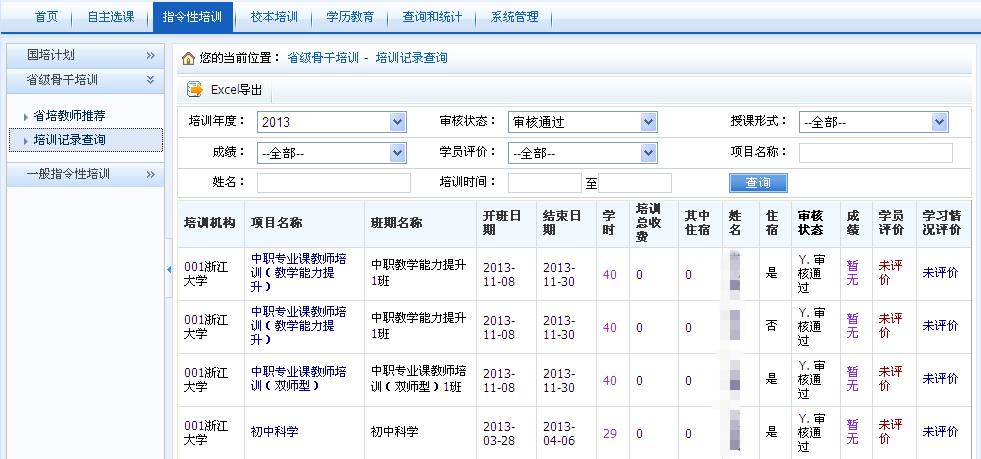 首页 自主选课 指令性培训 校本培训 学历教育 查询和统计 系统管理
国培计划
省级骨干培训
省培教师推荐
培训记录查询
一般指令性培训
您的当前位置： 省级骨干培训 - 培训记录查询
Excel导出
培训年度： 2013 审核状态： 审核通过 授课形式： --全部--
成绩： --全部-- 学员评价： --全部-- 项目名称：
姓名： 培训时间： 至 查询
培训机构 项目名称 班期名称 开班日期 结束日期 学时 培训总收费 其中住宿 姓名 住宿 审核状态 成绩 学员评价 学习情况评价
001浙江大学 中职专业课教师培训（教学能力提升） 中职教学能力提升1班 2013-11-08 2013-11-30 40 0 0 是 Y.审核通过 暂无 未评价 未评价
001浙江大学 中职专业课教师培训（教学能力提升） 中职教学能力提升1班 2013-11-08 2013-11-30 40 0 0 否 Y.审核通过 暂无 未评价 未评价
001浙江大学 中职专业课教师培训（双师型） 中职专业课教师培训（双师型）1班 2013-11-08 2013-11-30 40 0 0 是 Y.审核通过 暂无 未评价 未评价
001浙江大学 初中科学 初中科学 2013-03-28 2013-04-06 29 0 0 是 Y.审核通过 暂无 未评价 未评价